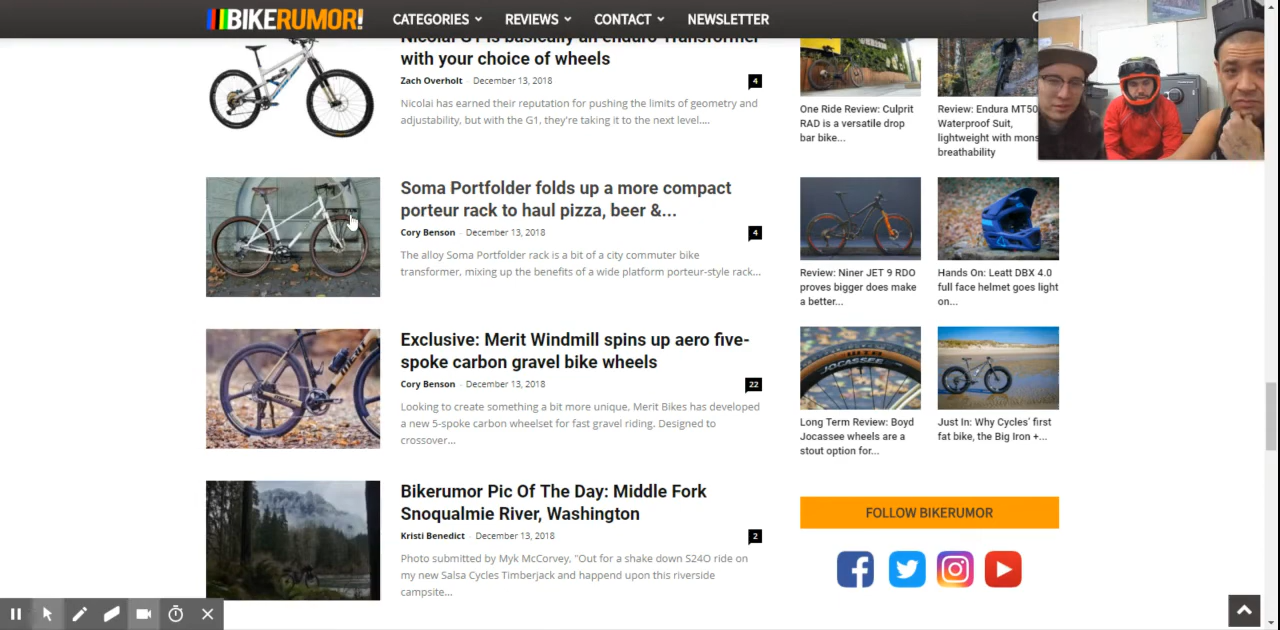 BIKERUMOR!
CATEGORIES
REVIEWS
CONTACT
NEWSLETTER
Nicolai G1 is basically an Enduro Transformer
with your choice of wheels
Zach Overholt - December 13, 2018
4
Nicolai has earned their reputation for pushing the limits of geometry and
adjustability, but with the G1, they're taking it to the next level....
Soma Portfolder folds up a more compact
porteur rack to haul pizza, beer &...
Cory Benson - December 13, 2018
4
The alloy Soma Portfolder rack is a bit of a city commuter bike
transformer, mixing up the benefits of a wide platform porteur-style rack...
Exclusive: Merit Windmill spins up aero five-
spoke carbon gravel bike wheels
Cory Benson - December 13, 2018
22
Looking to create something a bit more unique, Merit Bikes has developed
a new 5-spoke carbon wheelset for fast gravel riding. Designed to
crossover...
Bikerumor Pic Of The Day: Middle Fork
Snoqualmie River, Washington
Kristi Benedict - December 13, 2018
2
Photo submitted by Myk McCorvey, "Out for a shake down S24O ride on
my new Salsa Cycles Timberjack and happend upon this riverside
campsite...
One Ride Review: Culprit
RAD is a versatile drop
bar bike...
Review: Endura MT50
Waterproof Suit,
lightweight with mons
breathability
Review: Niner JET 9 RDO
proves bigger does make
a better...
Hands On: Leatt DBX 4.0
full face helmet goes light
on...
WTB
JOCASSEE
Long Term Review: Boyd
Jocassee wheels are a
stout option for...
Just In: Why Cycles' first
fat bike, the Big Iron +...
FOLLOW BIKERUMOR